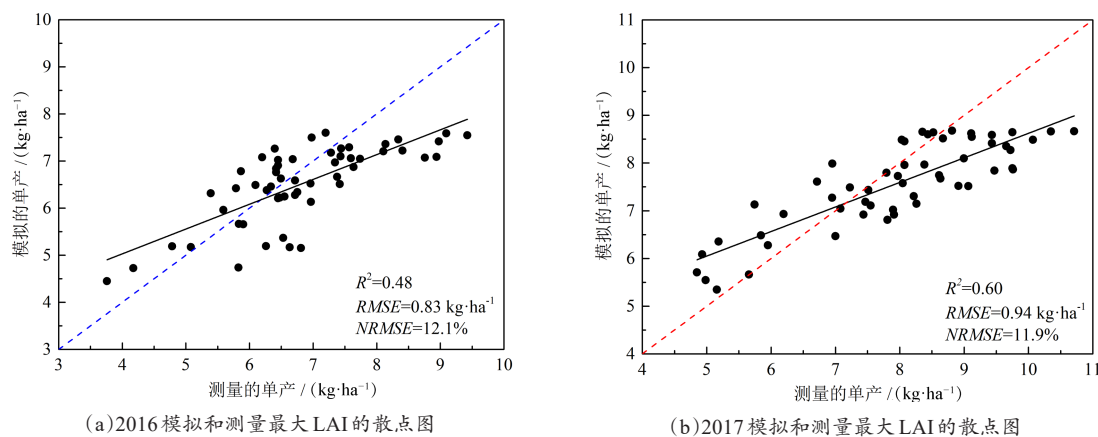 10
9
8
7
6
5
4
3
模拟的单产 / (kg·ha⁻¹)
R²=0.48
RMSE=0.83 kg·ha⁻¹
NRMSE=12.1%
3 4 5 6 7 8 9 10
测量的单产 / (kg·ha⁻¹)
(a)2016模拟和测量最大LAI的散点图
11
10
9
8
7
6
5
4
模拟的单产 / (kg·ha⁻¹)
R²=0.60
RMSE=0.94 kg·ha⁻¹
NRMSE=11.9%
4 5 6 7 8 9 10 11
测量的单产 / (kg·ha⁻¹)
(b)2017模拟和测量最大LAI的散点图